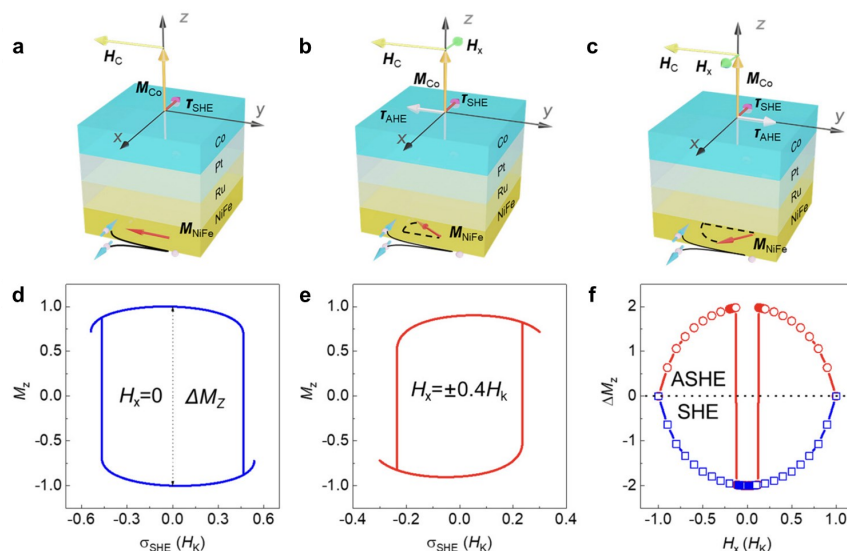 a
z
H_C
M_Co
τ_SHE
x
y
Co
Pt
Ru
NiFe
M_NiFe
b
z
H_x
H_C
M_Co
τ_SHE
τ_AHE
x
y
Co
Pt
Ru
NiFe
M_NiFe
c
z
H_C
H_x
M_Co
τ_SHE
τ_AHE
x
y
Co
Pt
Ru
NiFe
M_NiFe
d
M_z
1.0
0.5
0.0
-0.5
-1.0
H_x=0
ΔM_Z
-0.6 -0.3 0.0 0.3 0.6
σ_SHE (H_K)
e
M_z
1.0
0.5
0.0
-0.5
-1.0
H_x=±0.4H_k
-0.4 -0.2 0.0 0.2 0.4
σ_SHE (H_K)
f
ΔM_z
2
1
0
-1
-2
ASHE
SHE
-1.0 -0.5 0.0 0.5 1.0
H_x (H_K)